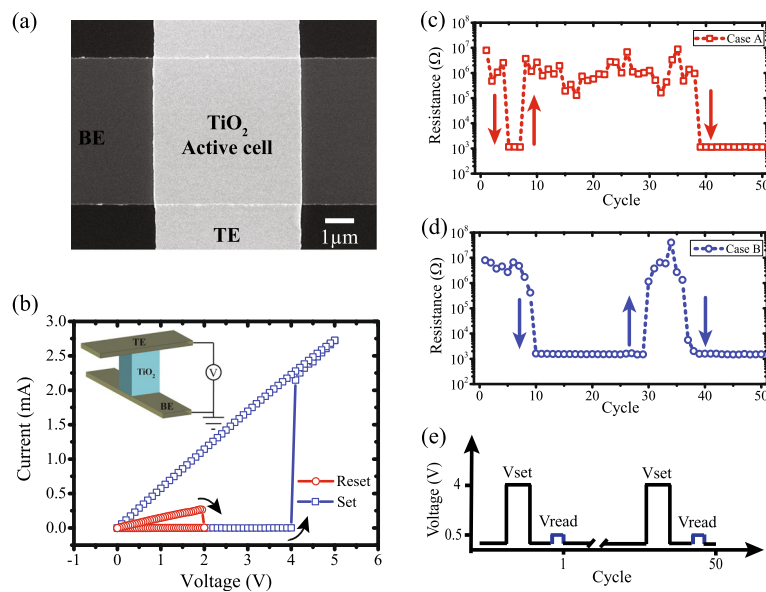 (a)
BE
TiO2
Active cell
TE
1µm
(b)
Current (mA)
3.0
2.5
2.0
1.5
1.0
0.5
0.0
TE
TiO2
BE
V
Reset
Set
-1 0 1 2 3 4 5 6
Voltage (V)
(c)
Resistance (Ω)
10^8
10^7
10^6
10^5
10^4
10^3
10^2
Case A
0 10 20 30 40 50
Cycle
(d)
Resistance (Ω)
10^8
10^7
10^6
10^5
10^4
10^3
10^2
Case B
0 10 20 30 40 50
Cycle
(e)
Voltage (V)
4
0.5
Vset Vset
Vread Vread
1 50
Cycle